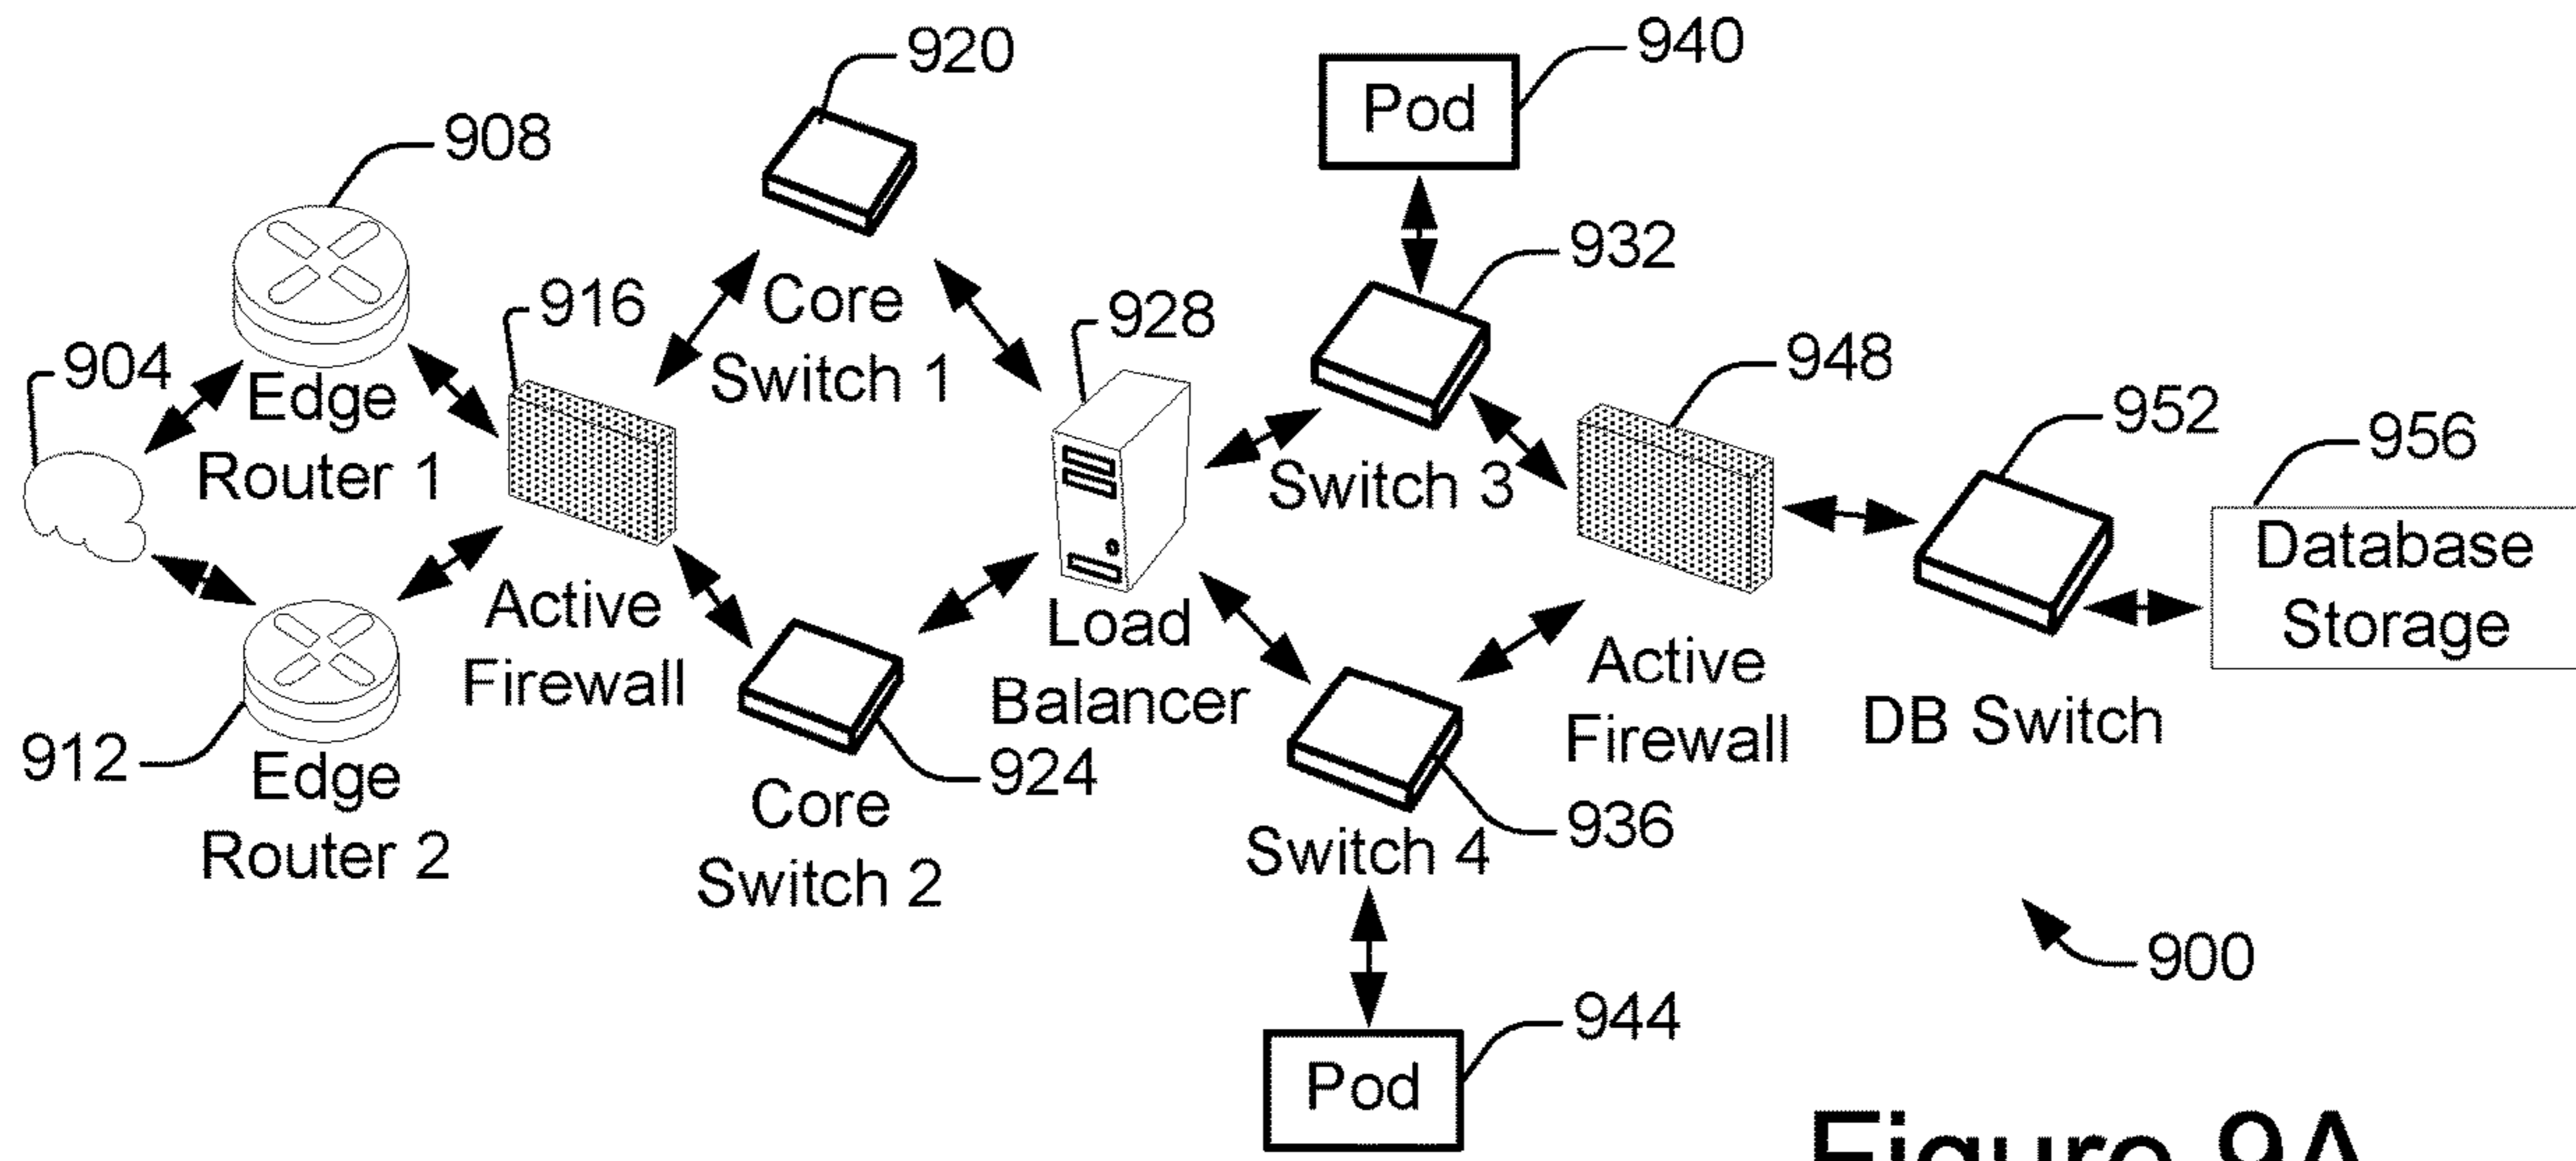 920
940
Pod
908
932
916
Core
Switch 1
928
948
904
Edge
Router 1
952
956
Switch 3
Database
Storage
Active
Firewall
Load
Balancer
Active
Firewall
DB Switch
912
Edge
Router 2
924
Core
Switch 2
936
Switch 4
900
944
Pod
Figure 9A